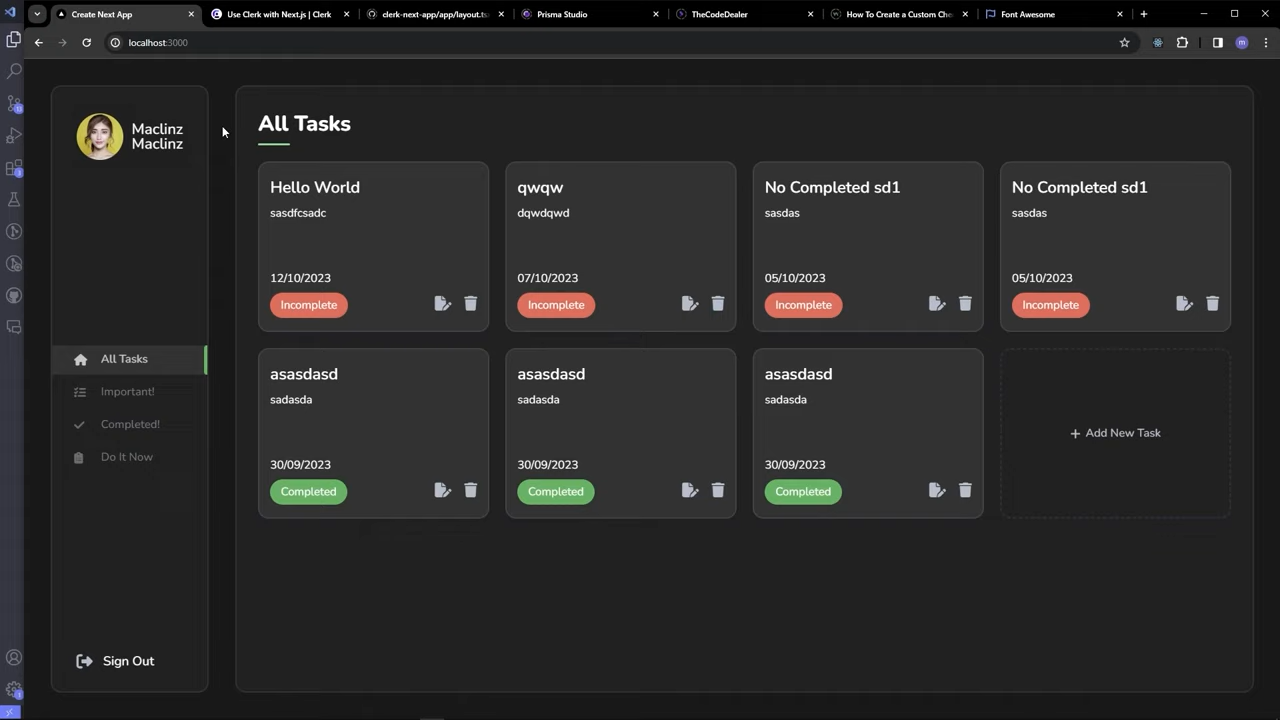 Create Next App
Use Clerk with Next.js | Clerk
clerk-next-app/app/layout.ts
Prisma Studio
TheCodeDealer
How To Create a Custom Che
Font Awesome
localhost:3000
m
Maclinz
Maclinz
All Tasks
Important!
Completed!
Do It Now
Sign Out
All Tasks
Hello World
sasdfcsadc
12/10/2023
Incomplete
qwqw
dqwdqwd
07/10/2023
Incomplete
No Completed sd1
sasdas
05/10/2023
Incomplete
No Completed sd1
sasdas
05/10/2023
Incomplete
asasdasd
sadasda
30/09/2023
Completed
asasdasd
sadasda
30/09/2023
Completed
asasdasd
sadasda
30/09/2023
Completed
+ Add New Task